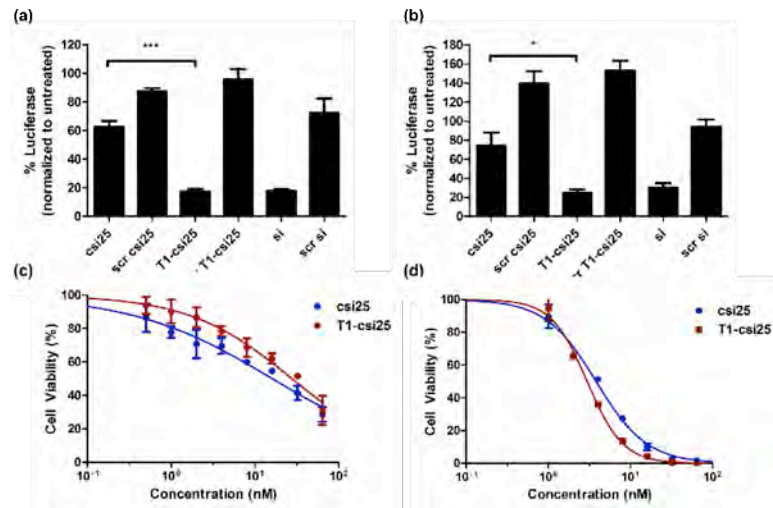 (a)
(b)
***
*
% Luciferase
(normalized to untreated)
120
100
80
60
40
20
0
% Luciferase
(normalized to untreated)
180
160
140
120
100
80
60
40
20
0
csi25
scr csi25
T1-csi25
r T1-csi25
si
scr si
csi25
scr csi25
T1-csi25
r T1-csi25
si
scr si
(c)
(d)
Cell Viability (%)
100
80
60
40
20
0
csi25
T1-csi25
10-1
100
101
102
Concentration (nM)
Cell Viability (%)
100
80
60
40
20
0
csi25
T1-csi25
10-1
100
101
102
Concentration (nM)